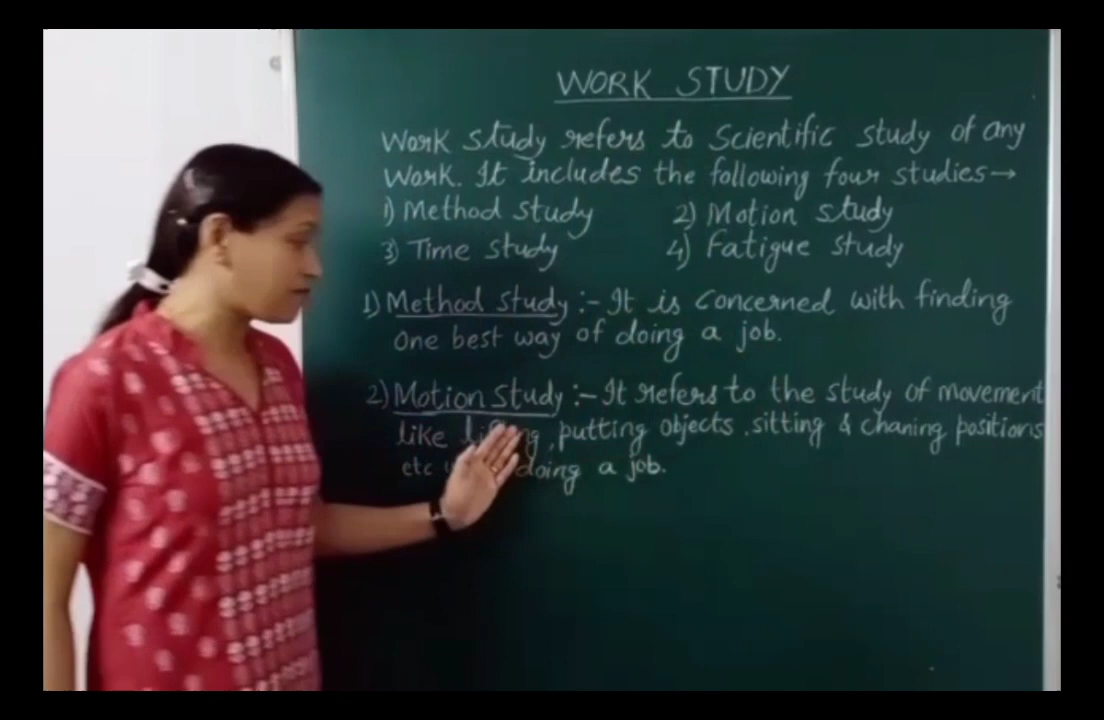 WORK STUDY
Work study refers to Scientific study of any
Work. It includes the following four studies→
1) Method study 2) Motion study
3) Time study 4) Fatigue study
1) Method study :- It is concerned with finding
one best way of doing a job.
2) Motion study :- It refers to the study of movement
like lifting, putting objects, sitting & chaning positions
etc doing a job.